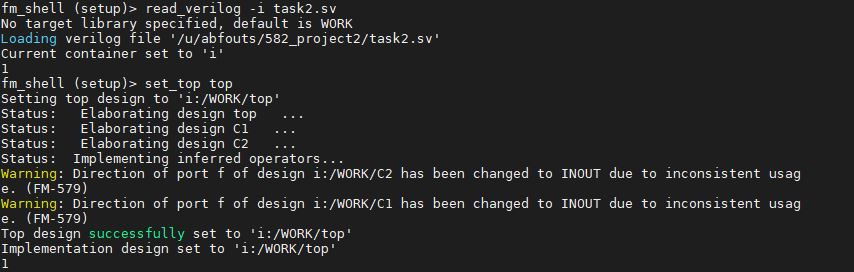 fm_shell (setup)> read_verilog -i task2.sv
No target library specified, default is WORK
Loading verilog file '/u/abfouts/582_project2/task2.sv'
Current container set to 'i'
1
fm_shell (setup)> set_top top
Setting top design to 'i:/WORK/top'
Status:   Elaborating design top   ...
Status:   Elaborating design C1   ...
Status:   Elaborating design C2   ...
Status:  Implementing inferred operators...
Warning: Direction of port f of design i:/WORK/C2 has been changed to INOUT due to inconsistent usag
e. (FM-579)
Warning: Direction of port f of design i:/WORK/C1 has been changed to INOUT due to inconsistent usag
e. (FM-579)
Top design successfully set to 'i:/WORK/top'
Implementation design set to 'i:/WORK/top'
1